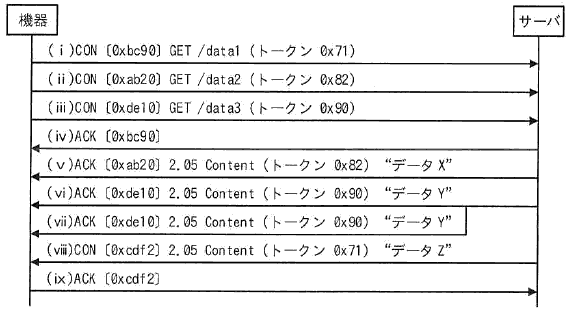 機器
サーバ
(ⅰ)CON [0xbc90] GET /data1 (トークン 0x71)
(ⅱ)CON [0xab20] GET /data2 (トークン 0x82)
(ⅲ)CON [0xde10] GET /data3 (トークン 0x90)
(ⅳ)ACK [0xbc90]
(ⅴ)ACK [0xab20] 2.05 Content (トークン 0x82) “データ X”
(ⅵ)ACK [0xde10] 2.05 Content (トークン 0x90) “データ Y”
(ⅶ)ACK [0xde10] 2.05 Content (トークン 0x90) “データ Y”
(ⅷ)CON [0xcdf2] 2.05 Content (トークン 0x71) “データ Z”
(ⅸ)ACK [0xcdf2]